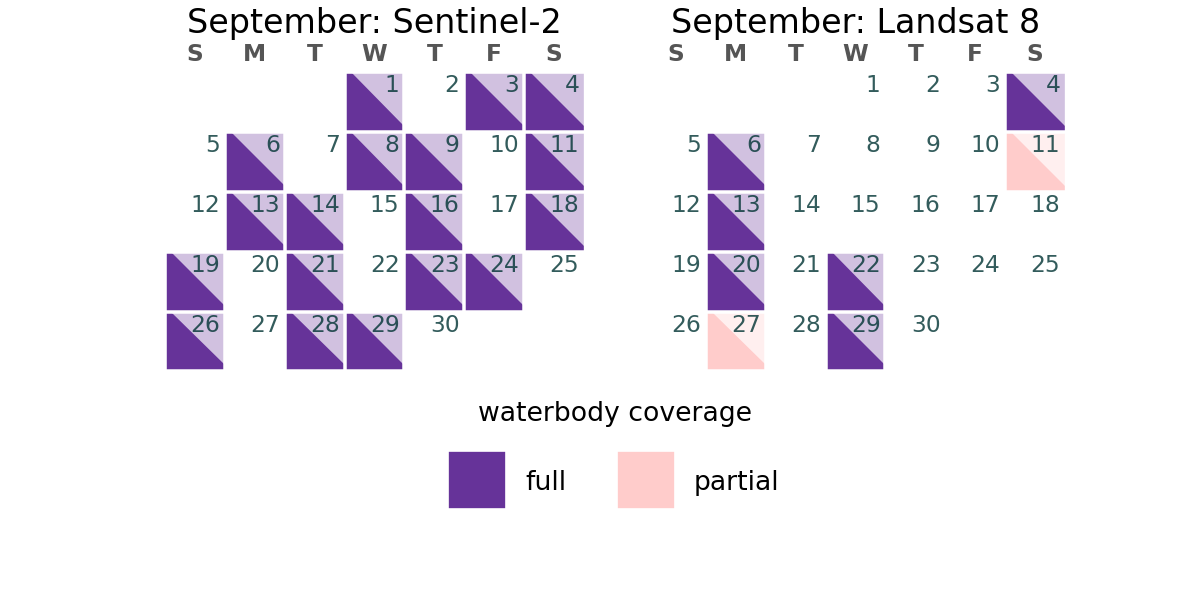 September: Sentinel-2
S M T W T F S
1 2 3 4
5 6 7 8 9 10 11
12 13 14 15 16 17 18
19 20 21 22 23 24 25
26 27 28 29 30
September: Landsat 8
S M T W T F S
1 2 3 4
5 6 7 8 9 10 11
12 13 14 15 16 17 18
19 20 21 22 23 24 25
26 27 28 29 30
waterbody coverage
full partial